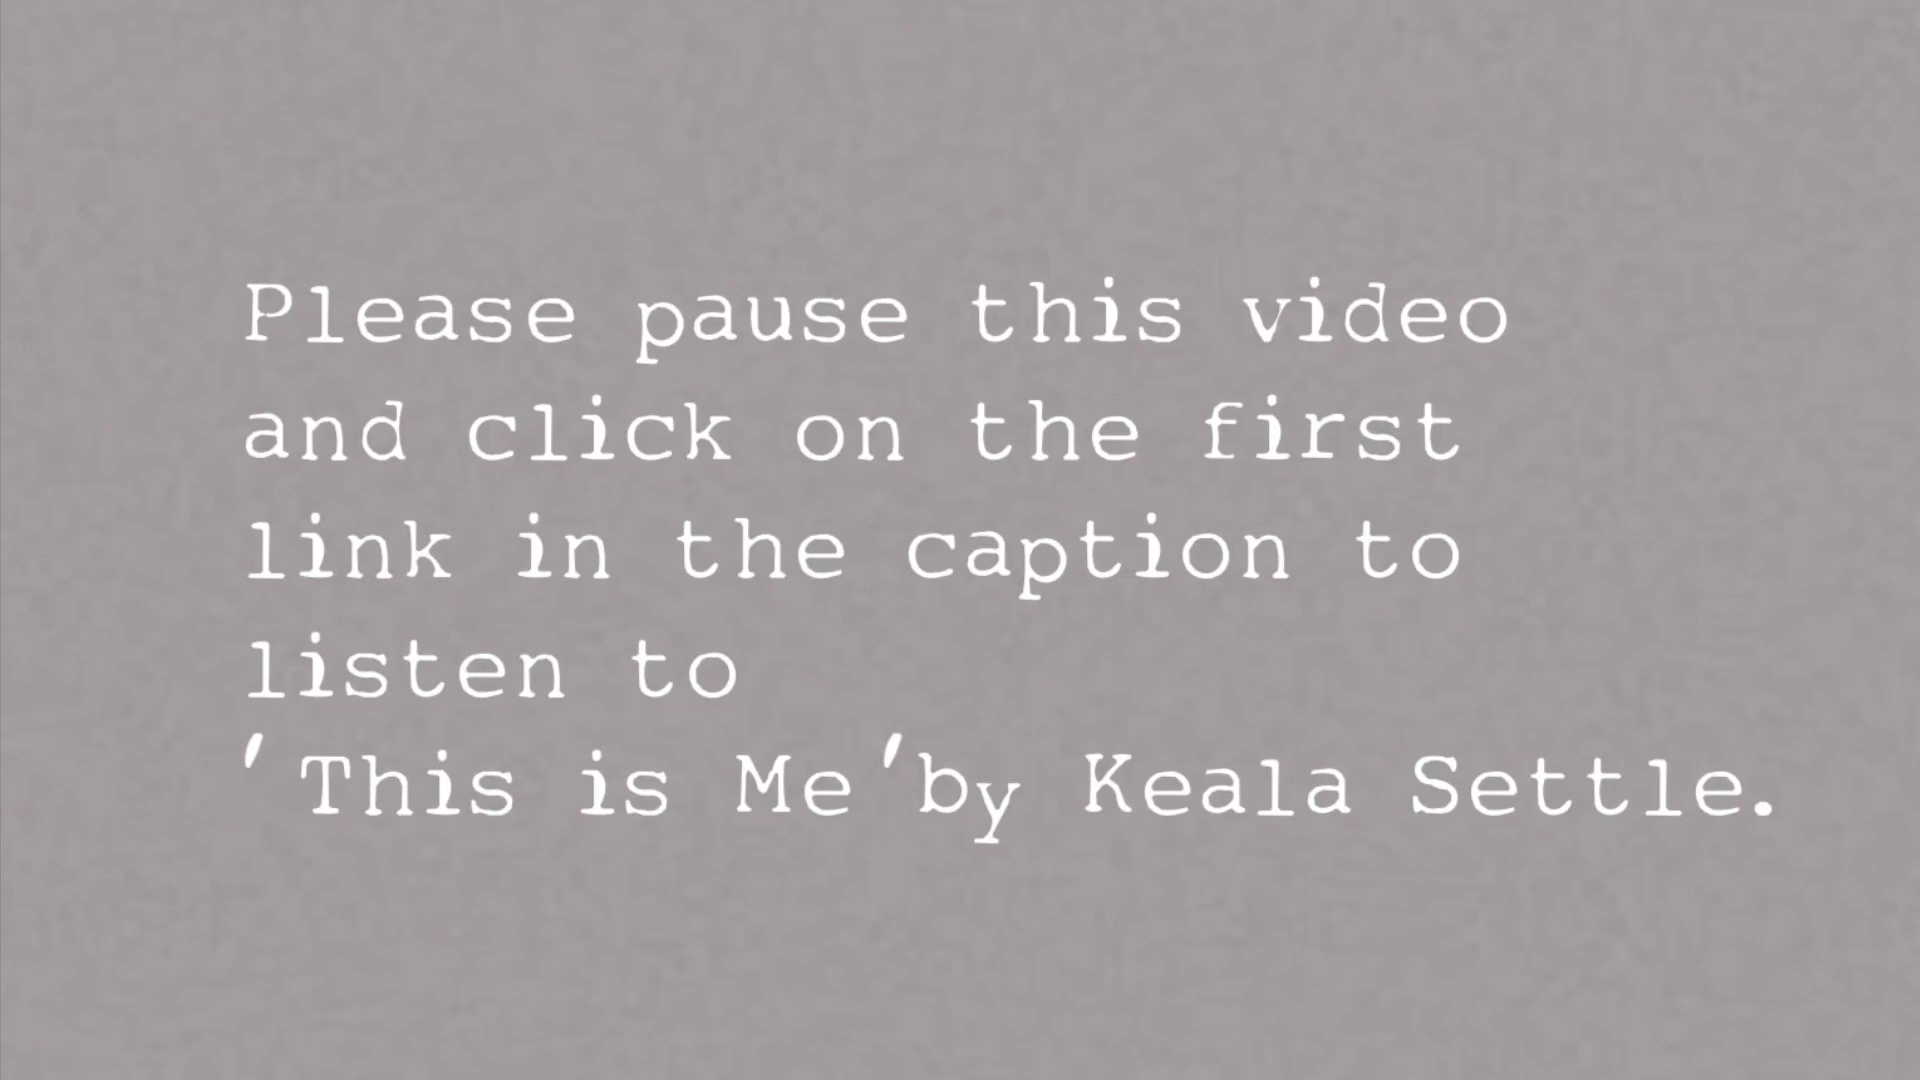 Please pause this video
and click on the first
link in the caption to
listen to
'This is Me'by Keala Settle.